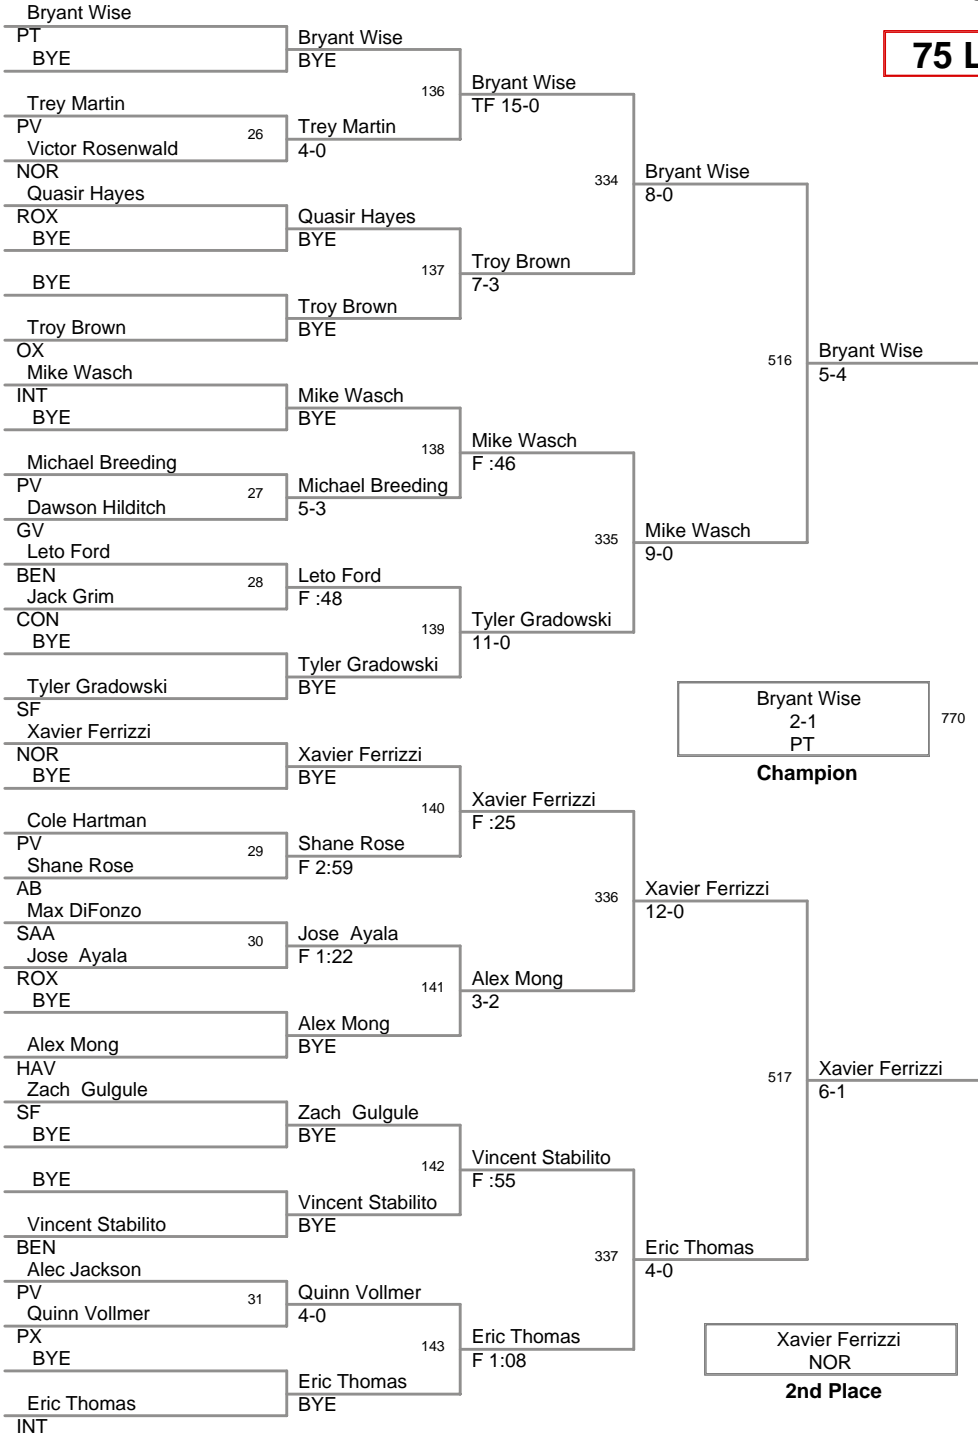 Bryant Wise
PT
BYE
Trey Martin
PV
Victor Rosenwald
NOR
Quasir Hayes
ROX
BYE
BYE
Troy Brown
OX
Mike Wasch
INT
BYE
Michael Breeding
PV
Dawson Hilditch
GV
Leto Ford
BEN
Jack Grim
CON
BYE
Tyler Gradowski
SF
Xavier Ferrizzi
NOR
BYE
Cole Hartman
PV
Shane Rose
AB
Max DiFonzo
SAA
Jose Ayala
ROX
BYE
Alex Mong
HAV
Zach Gulgule
SF
BYE
BYE
Vincent Stabilito
BEN
Alec Jackson
PV
Quinn Vollmer
PX
BYE
Eric Thomas
INT
26
27
28
29
30
31
Bryant Wise
BYE
Trey Martin
4-0
Quasir Hayes
BYE
Troy Brown
BYE
Mike Wasch
BYE
Michael Breeding
5-3
Leto Ford
F :48
Tyler Gradowski
BYE
Xavier Ferrizzi
BYE
Shane Rose
F 2:59
Jose Ayala
F 1:22
Alex Mong
BYE
Zach Gulgule
BYE
Vincent Stabilito
BYE
Quinn Vollmer
4-0
Eric Thomas
BYE
136
137
138
139
140
141
142
143
Bryant Wise
TF 15-0
Troy Brown
7-3
Mike Wasch
F :46
Tyler Gradowski
11-0
Xavier Ferrizzi
F :25
Alex Mong
3-2
Vincent Stabilito
F :55
Eric Thomas
F 1:08
334
335
336
337
Bryant Wise
8-0
Mike Wasch
9-0
Xavier Ferrizzi
12-0
Eric Thomas
4-0
516
517
Bryant Wise
5-4
Xavier Ferrizzi
6-1
75 L
Bryant Wise
2-1
PT
770
Champion
Xavier Ferrizzi
NOR
2nd Place